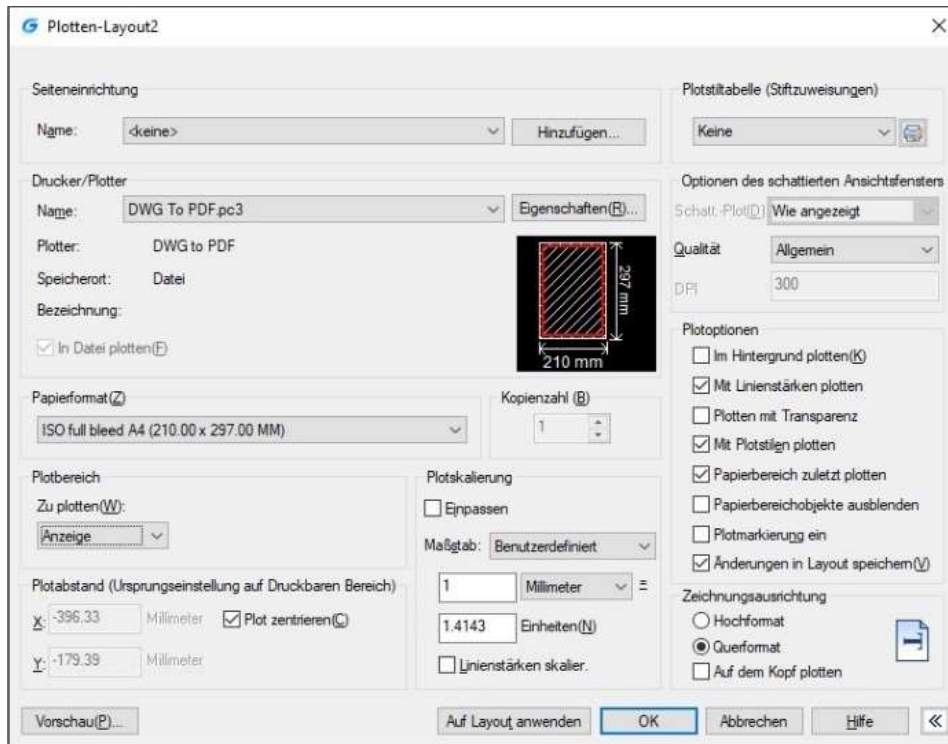 Plotten-Layout2
Seiteneinrichtung
Name: <keine> Hinzufügen...
Plotstiltabelle (Stiftzuweisungen)
Keine
Drucker/Plotter
Name: DWG To PDF.pc3 Eigenschaften(R)...
Plotter: DWG to PDF
Speicherort: Datei
Bezeichnung:
In Datei plotten(F)
297 mm
210 mm
Optionen des schattierten Ansichtsfensters
Schatt.-Plot(D) Wie angezeigt
Qualität Allgemein
DPI 300
Papierformat(Z)
ISO full bleed A4 (210.00 x 297.00 MM)
Kopienzahl (B)
1
Plotoptionen
Im Hintergrund plotten(K)
Mit Linienstärken plotten
Plotten mit Transparenz
Mit Plotstilen plotten
Papierbereich zuletzt plotten
Papierbereichobjekte ausblenden
Plotmarkierung ein
Änderungen in Layout speichern(V)
Plotbereich
Zu plotten(W):
Anzeige
Plotskalierung
Einpassen
Maßstab: Benutzerdefiniert
1 Millimeter =
1.4143 Einheiten(N)
Linienstärken skalier.
Plotabstand (Ursprungseinstellung auf Druckbaren Bereich)
X: -396.33 Millimeter Plot zentrieren(C)
Y: -179.39 Millimeter
Zeichnungsausrichtung
Hochformat
Querformat
Auf dem Kopf plotten
Vorschau(P)... Auf Layout anwenden OK Abbrechen Hilfe